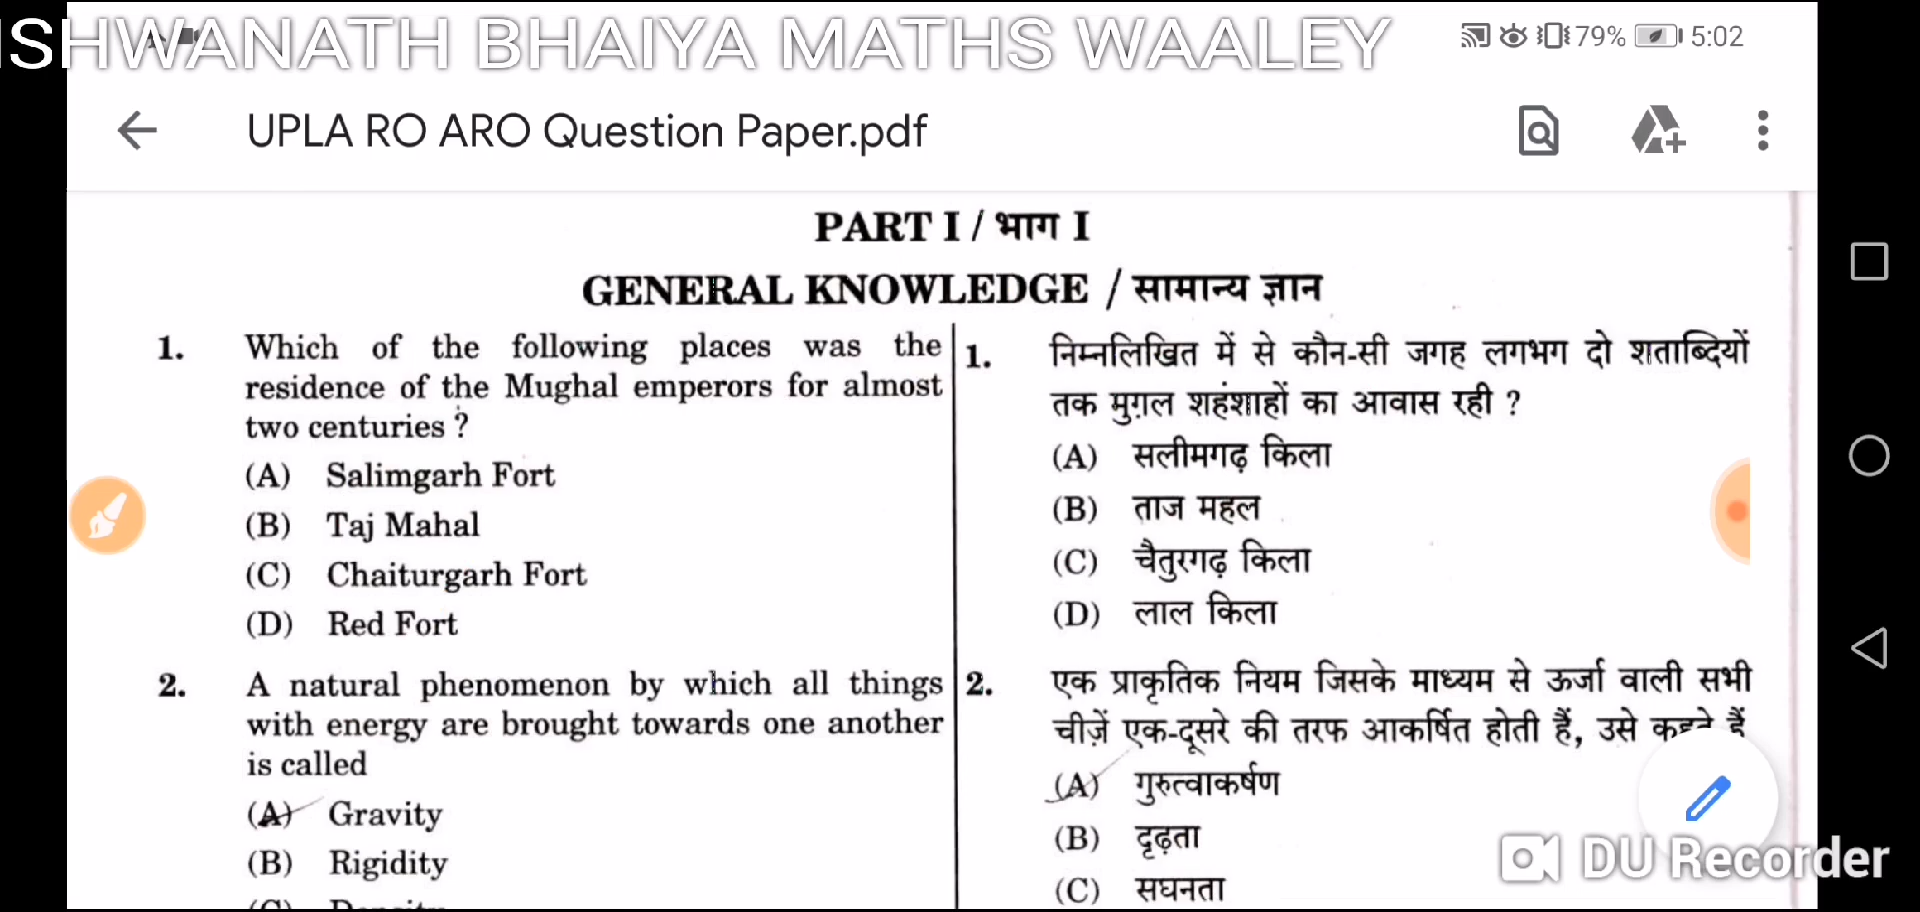 ISHWANATH BHAIYA MATHS WAALEY
79% 5:02
UPLA RO ARO Question Paper.pdf
PART I / भाग I
GENERAL KNOWLEDGE / सामान्य ज्ञान
1. Which of the following places was the
residence of the Mughal emperors for almost
two centuries ?
(A) Salimgarh Fort
(B) Taj Mahal
(C) Chaiturgarh Fort
(D) Red Fort
2. A natural phenomenon by which all things
with energy are brought towards one another
is called
(A) Gravity
(B) Rigidity
1. निम्नलिखित में से कौन-सी जगह लगभग दो शताब्दियों
तक मुग़ल शहंशाहों का आवास रही ?
(A) सलीमगढ़ किला
(B) ताज महल
(C) चैतुरगढ़ किला
(D) लाल किला
2. एक प्राकृतिक नियम जिसके माध्यम से ऊर्जा वाली सभी
चीज़ें एक-दूसरे की तरफ आकर्षित होती हैं, उसे कहते हैं
(A) गुरुत्वाकर्षण
(B) दृढ़ता
(C) सघनता
DU Recorder